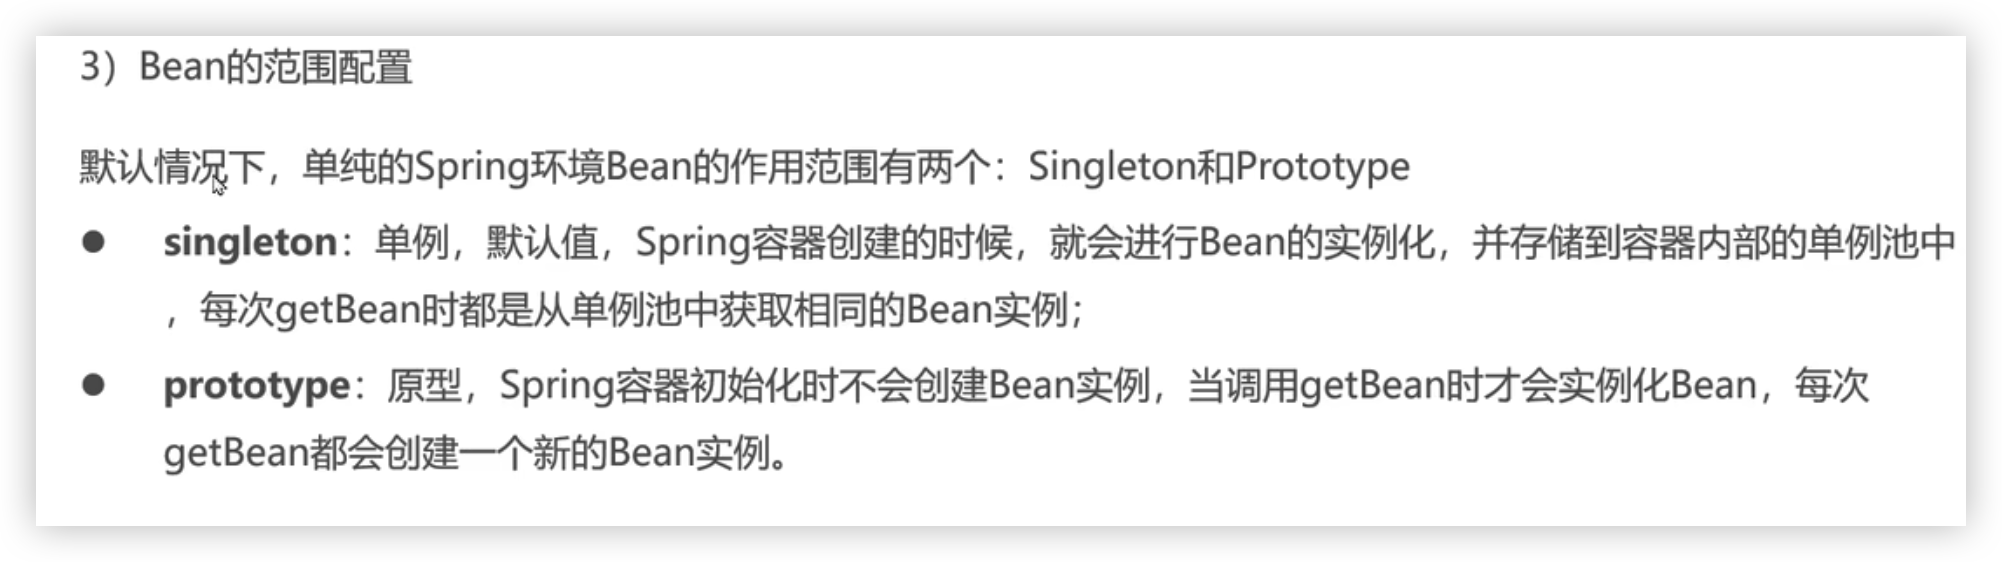 3）Bean的范围配置
默认情况下，单纯的Spring环境Bean的作用范围有两个：Singleton和Prototype
● singleton：单例，默认值，Spring容器创建的时候，就会进行Bean的实例化，并存储到容器内部的单例池中
，每次getBean时都是从单例池中获取相同的Bean实例；
● prototype：原型，Spring容器初始化时不会创建Bean实例，当调用getBean时才会实例化Bean，每次
getBean都会创建一个新的Bean实例。